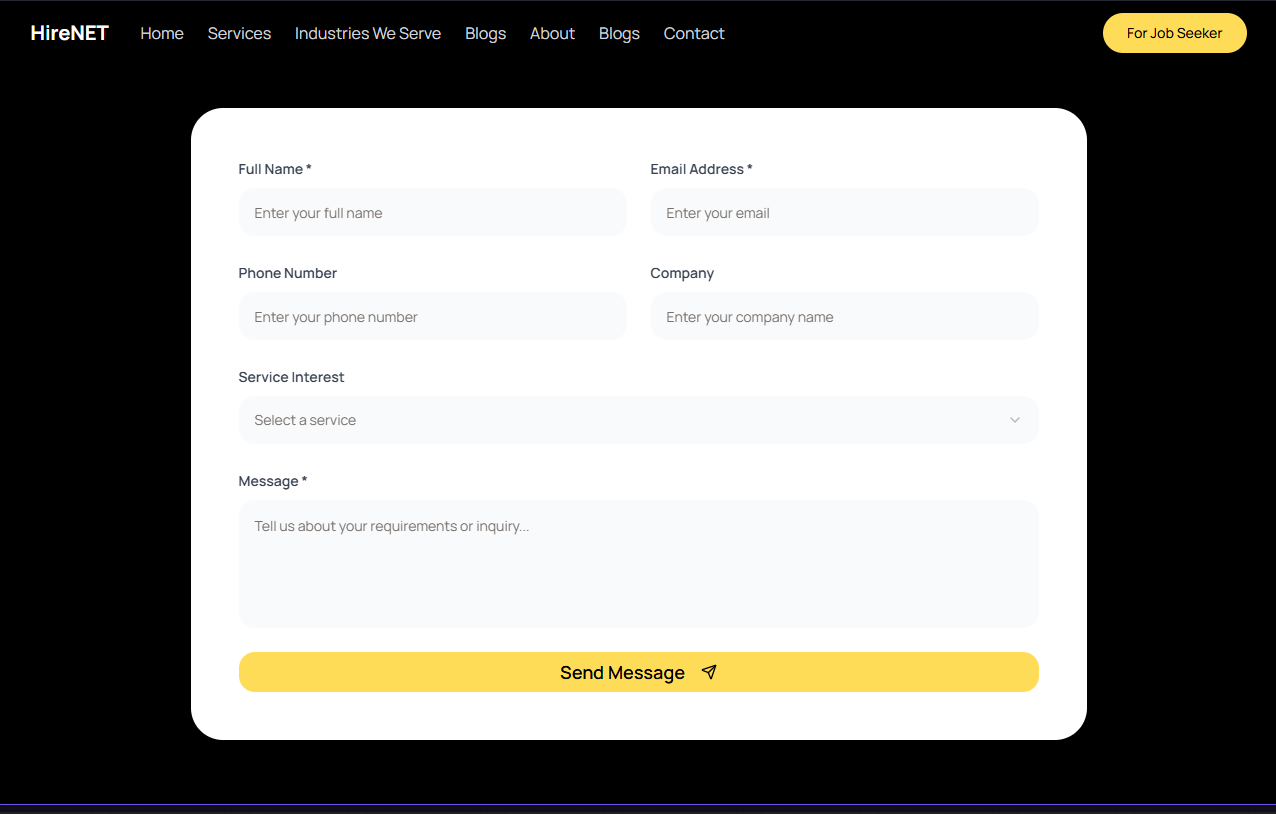 HireNET Home Services Industries We Serve Blogs About Blogs Contact For Job Seeker
Full Name * Email Address *
Enter your full name Enter your email
Phone Number Company
Enter your phone number Enter your company name
Service Interest
Select a service
Message *
Tell us about your requirements or inquiry...
Send Message